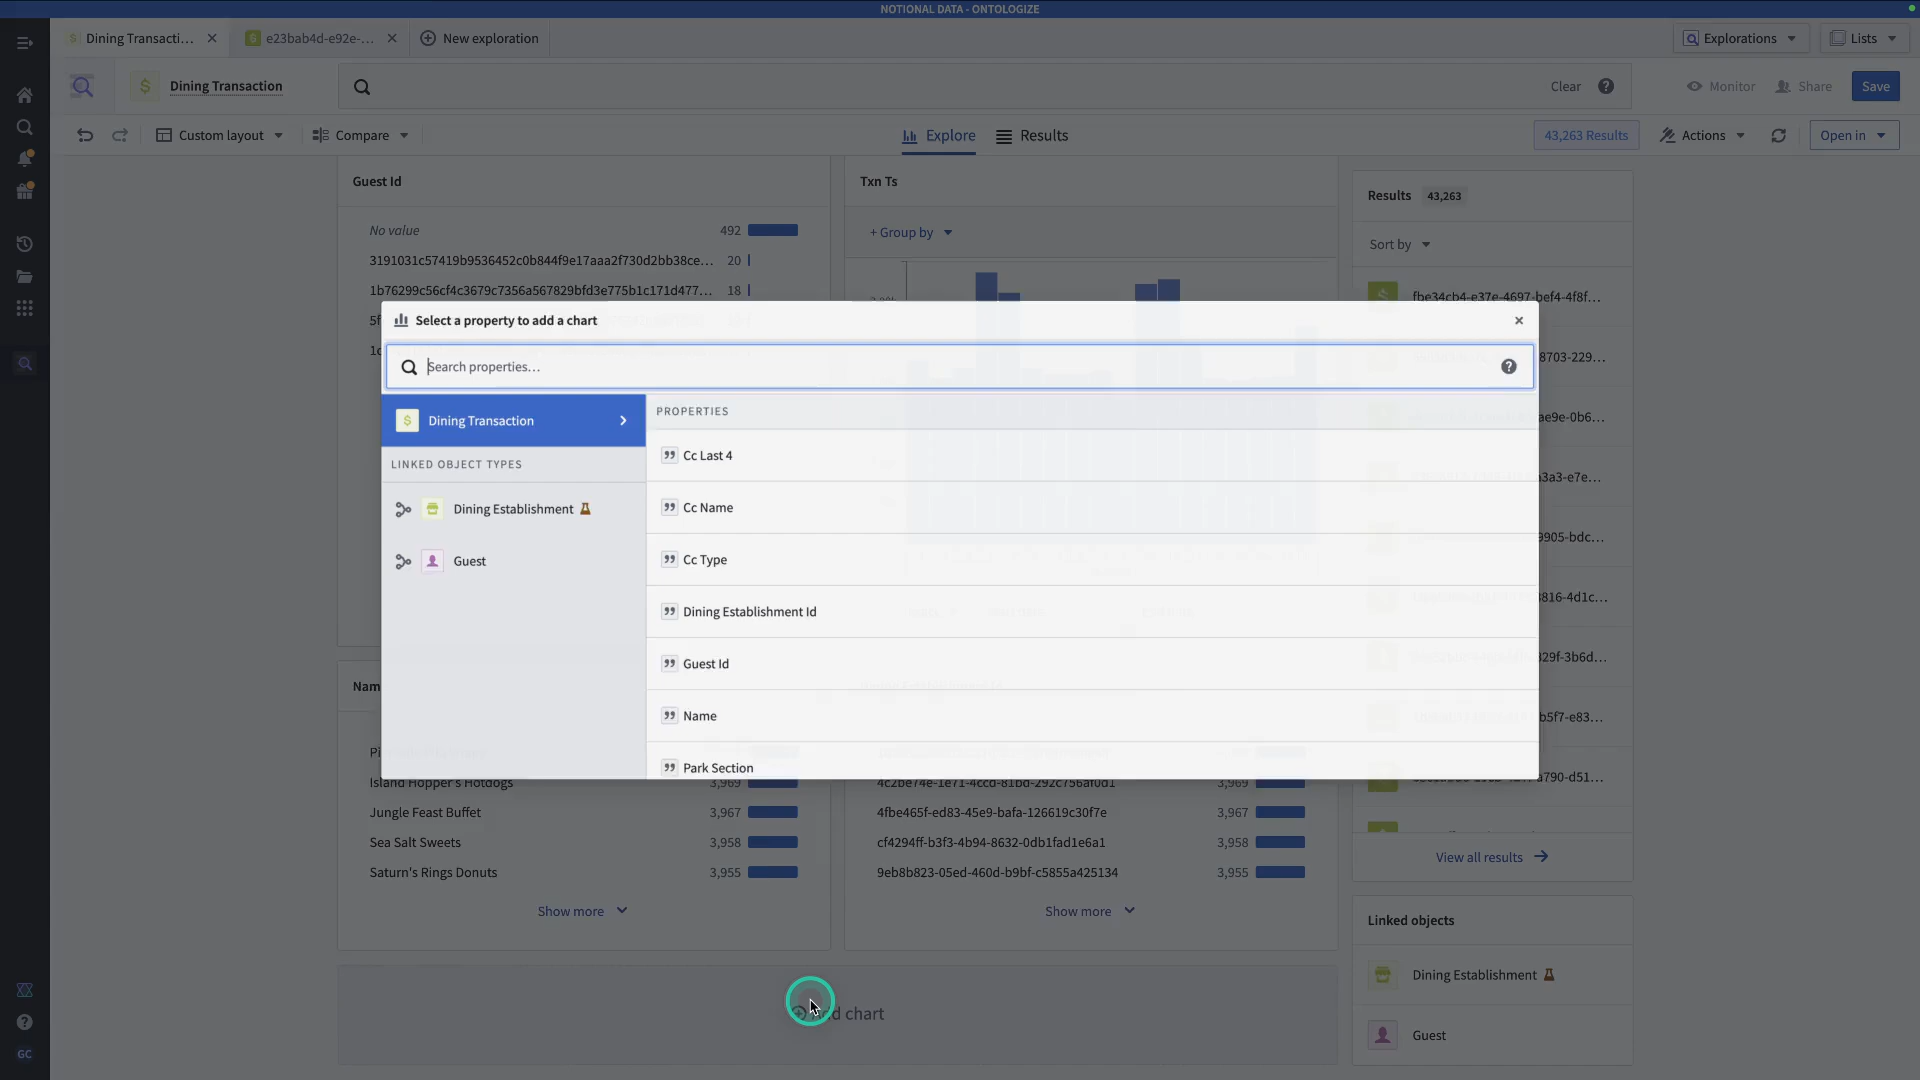 NOTIONAL DATA - ONTOLOGIZE
Dining Transacti...
e23bab4d-e92e-...
New exploration
Explorations
Lists
Dining Transaction
Clear
Monitor
Share
Save
Custom layout
Compare
Explore
Results
43,263 Results
Actions
Open in
Guest Id
No value 492
3191031c57419b9536452c0b844f9e17aaa2f730d2bb38ce... 20
1b76299c56cf4c3679c7356a567829bfd3e775b1c171d477... 18
Txn Ts
+ Group by
Results 43,263
Sort by
fbe34cb4-e37e-4697-bef4-4f8f...
8703-229...
ae9e-0b6...
a3a3-e7e...
9905-bdc...
3816-4d1c...
329f-3b6d...
b5f7-e83...
a790-d51...
View all results
Select a property to add a chart
Search properties...
Dining Transaction
LINKED OBJECT TYPES
Dining Establishment
Guest
PROPERTIES
Cc Last 4
Cc Name
Cc Type
Dining Establishment Id
Guest Id
Name
Park Section
Nam
Island Hopper's Hotdogs 3,969
Jungle Feast Buffet 3,967
Sea Salt Sweets 3,958
Saturn's Rings Donuts 3,955
Show more
4c2be74e-1e71-4ccd-81bd-292c756af0d1 3,969
4fbe465f-ed83-45e9-bafa-126619c30f7e 3,967
cf4294ff-b3f3-4b94-8632-0db1fad1e6a1 3,958
9eb8b823-05ed-460d-b9bf-c5855a425134 3,955
Show more
Linked objects
Dining Establishment
Guest
chart
GC